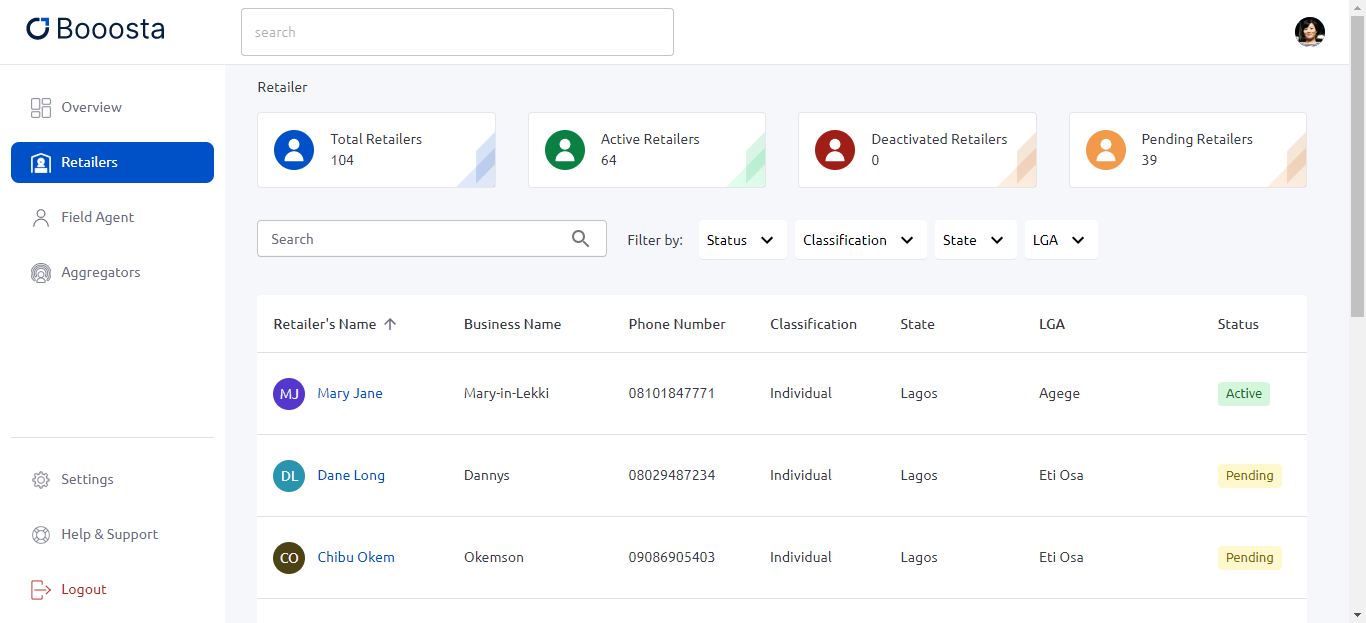 Booosta
search
Overview
Retailers
Field Agent
Aggregators
Settings
Help & Support
Logout
Retailer
Total Retailers
104
Active Retailers
64
Deactivated Retailers
0
Pending Retailers
39
Search
Filter by: Status Classification State LGA
Retailer's Name Business Name Phone Number Classification State LGA Status
MJ Mary Jane Mary-in-Lekki 08101847771 Individual Lagos Agege Active
DL Dane Long Dannys 08029487234 Individual Lagos Eti Osa Pending
CO Chibu Okem Okemson 09086905403 Individual Lagos Eti Osa Pending